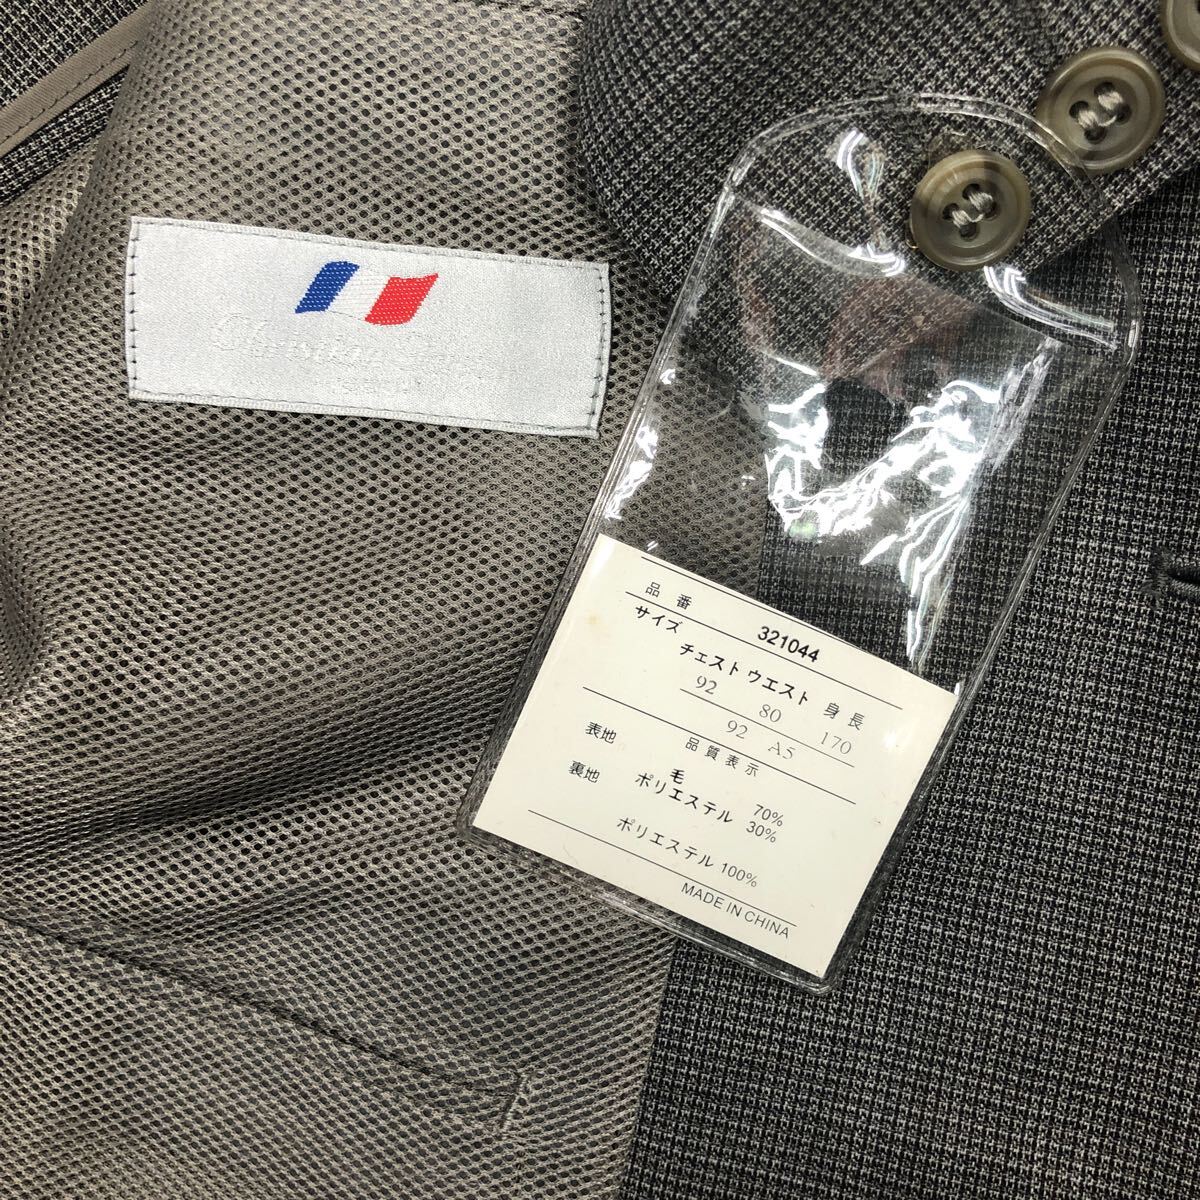 品番 321044
サイズ チェスト ウエスト 身長
92 80 170
92 A5
品質表示
表地 毛 70%
ポリエステル 30%
裏地 ポリエステル 100%
MADE IN CHINA